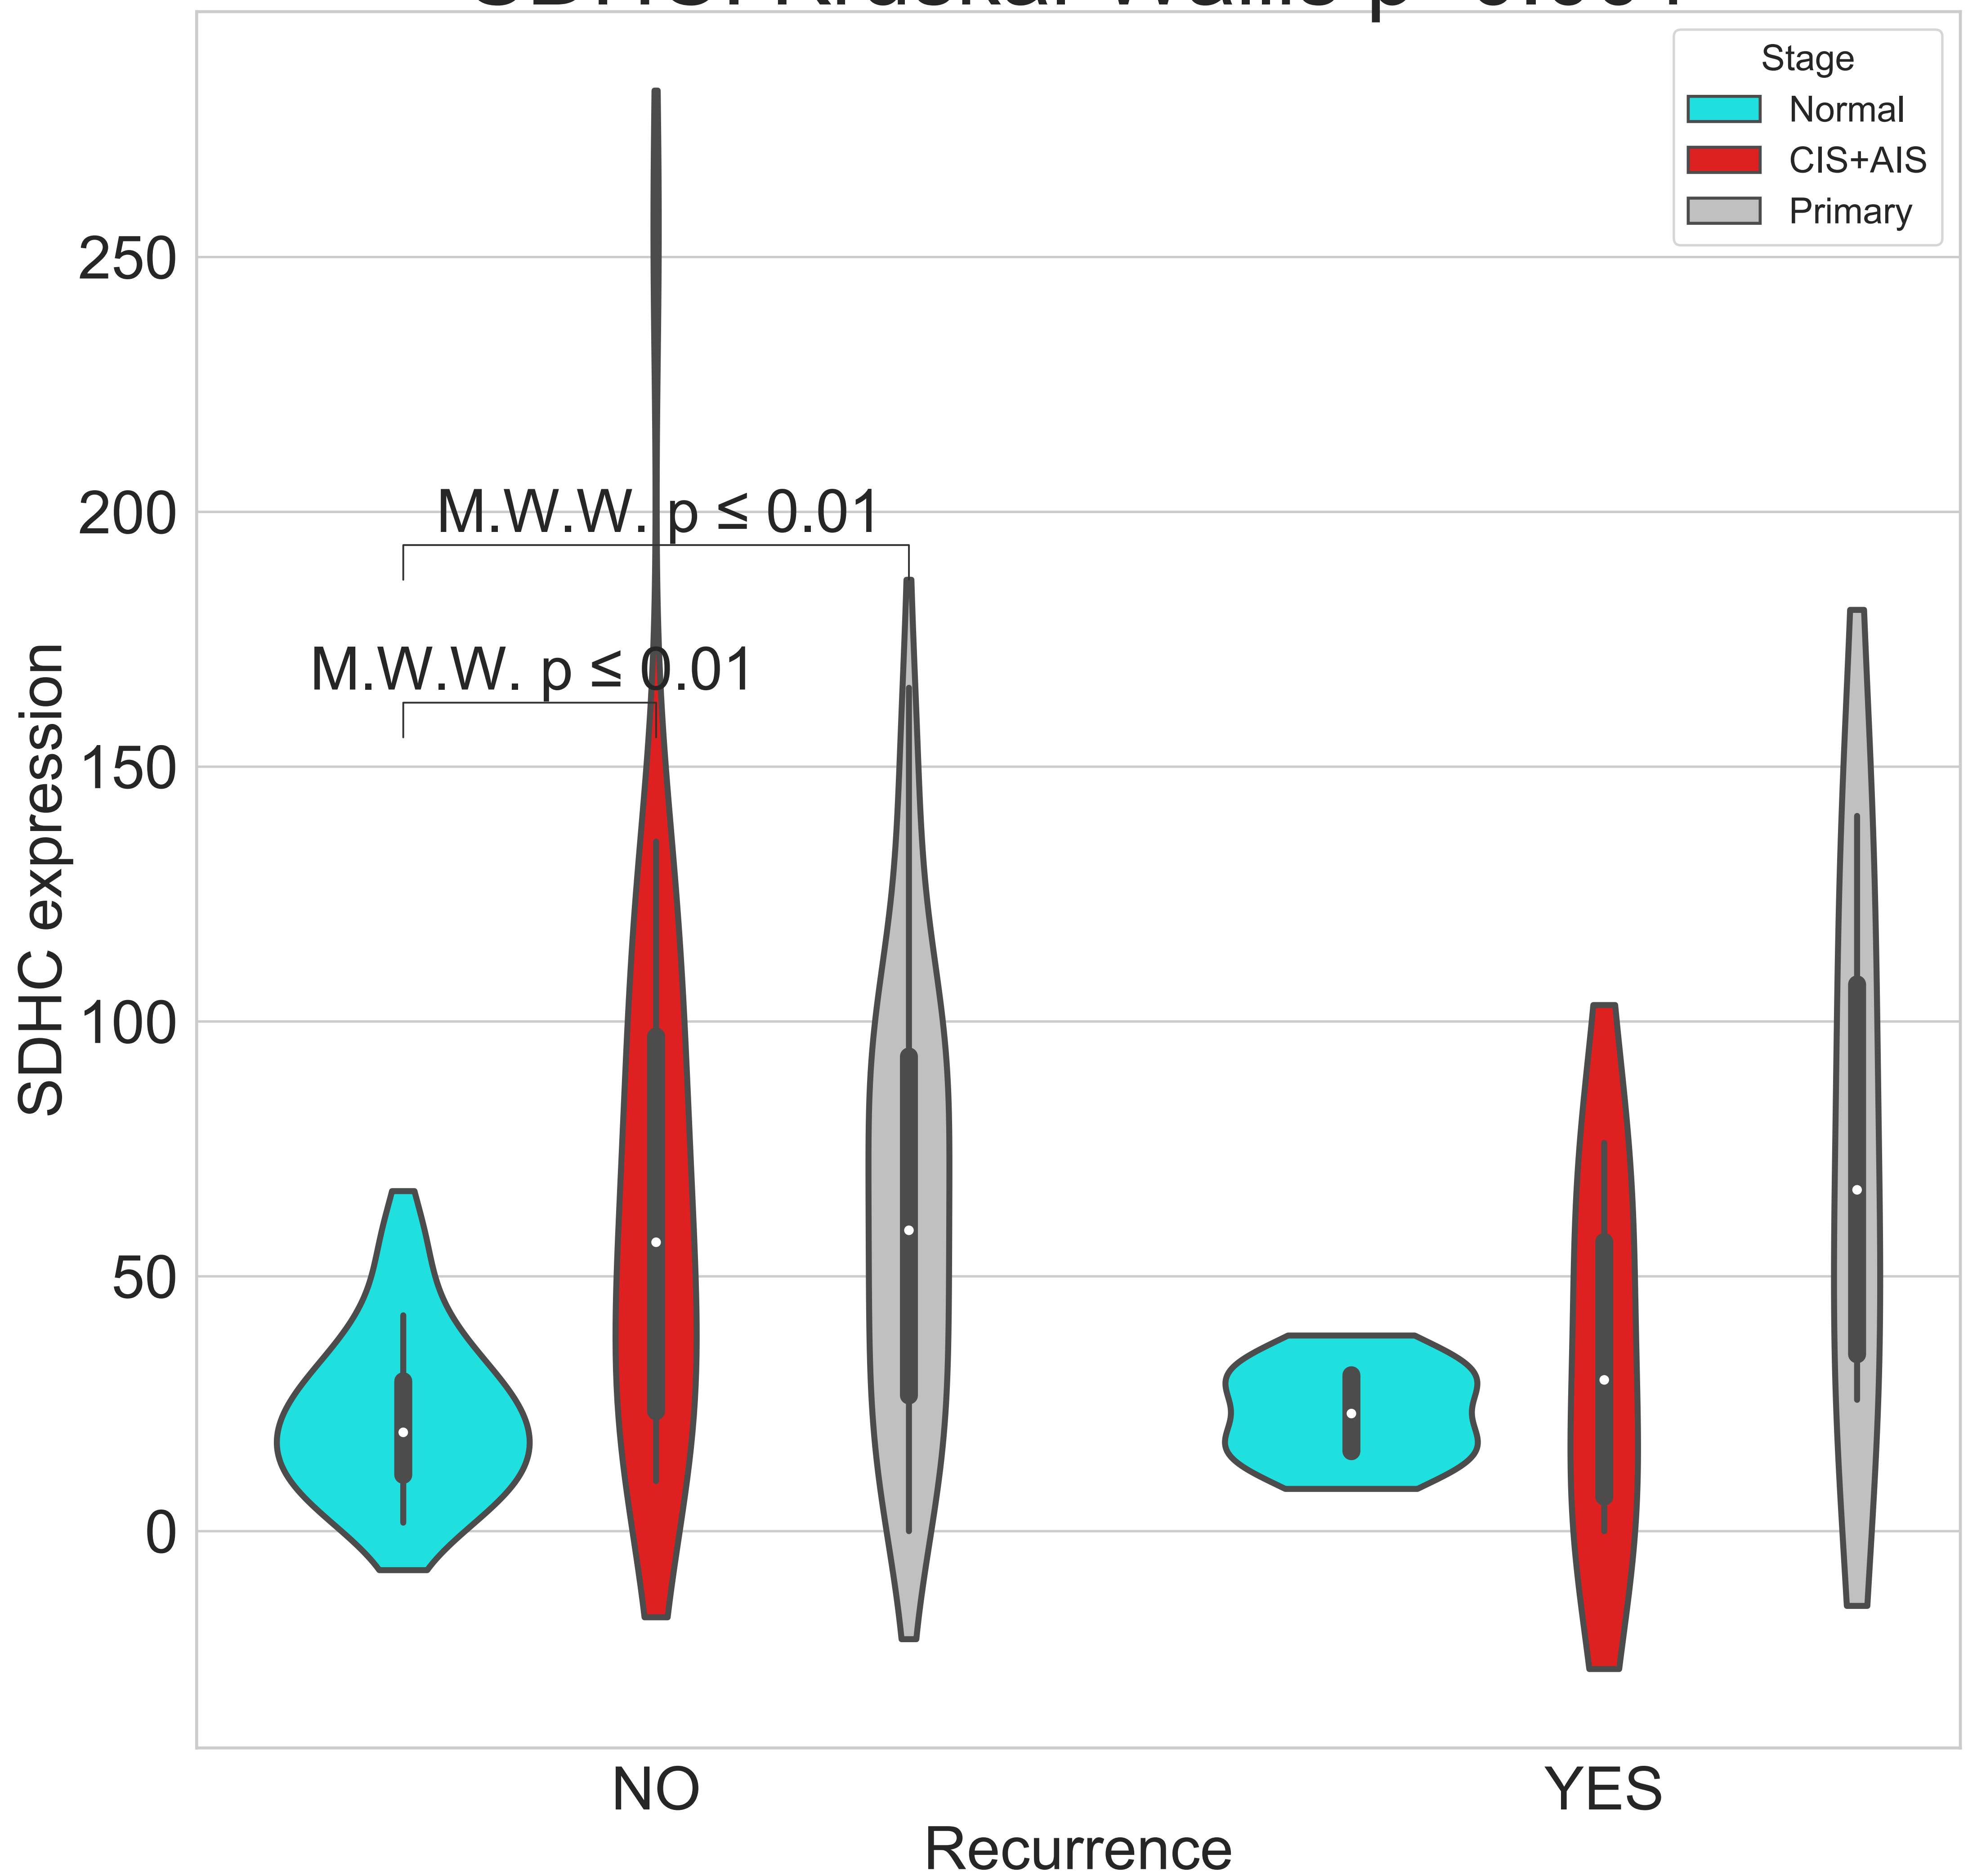 Stage
Normal
CIS+AIS
Primary
250
200
150
100
50
0
SDHC expression
M.W.W. p ≤ 0.01
M.W.W. p ≤ 0.01
NO
YES
Recurrence